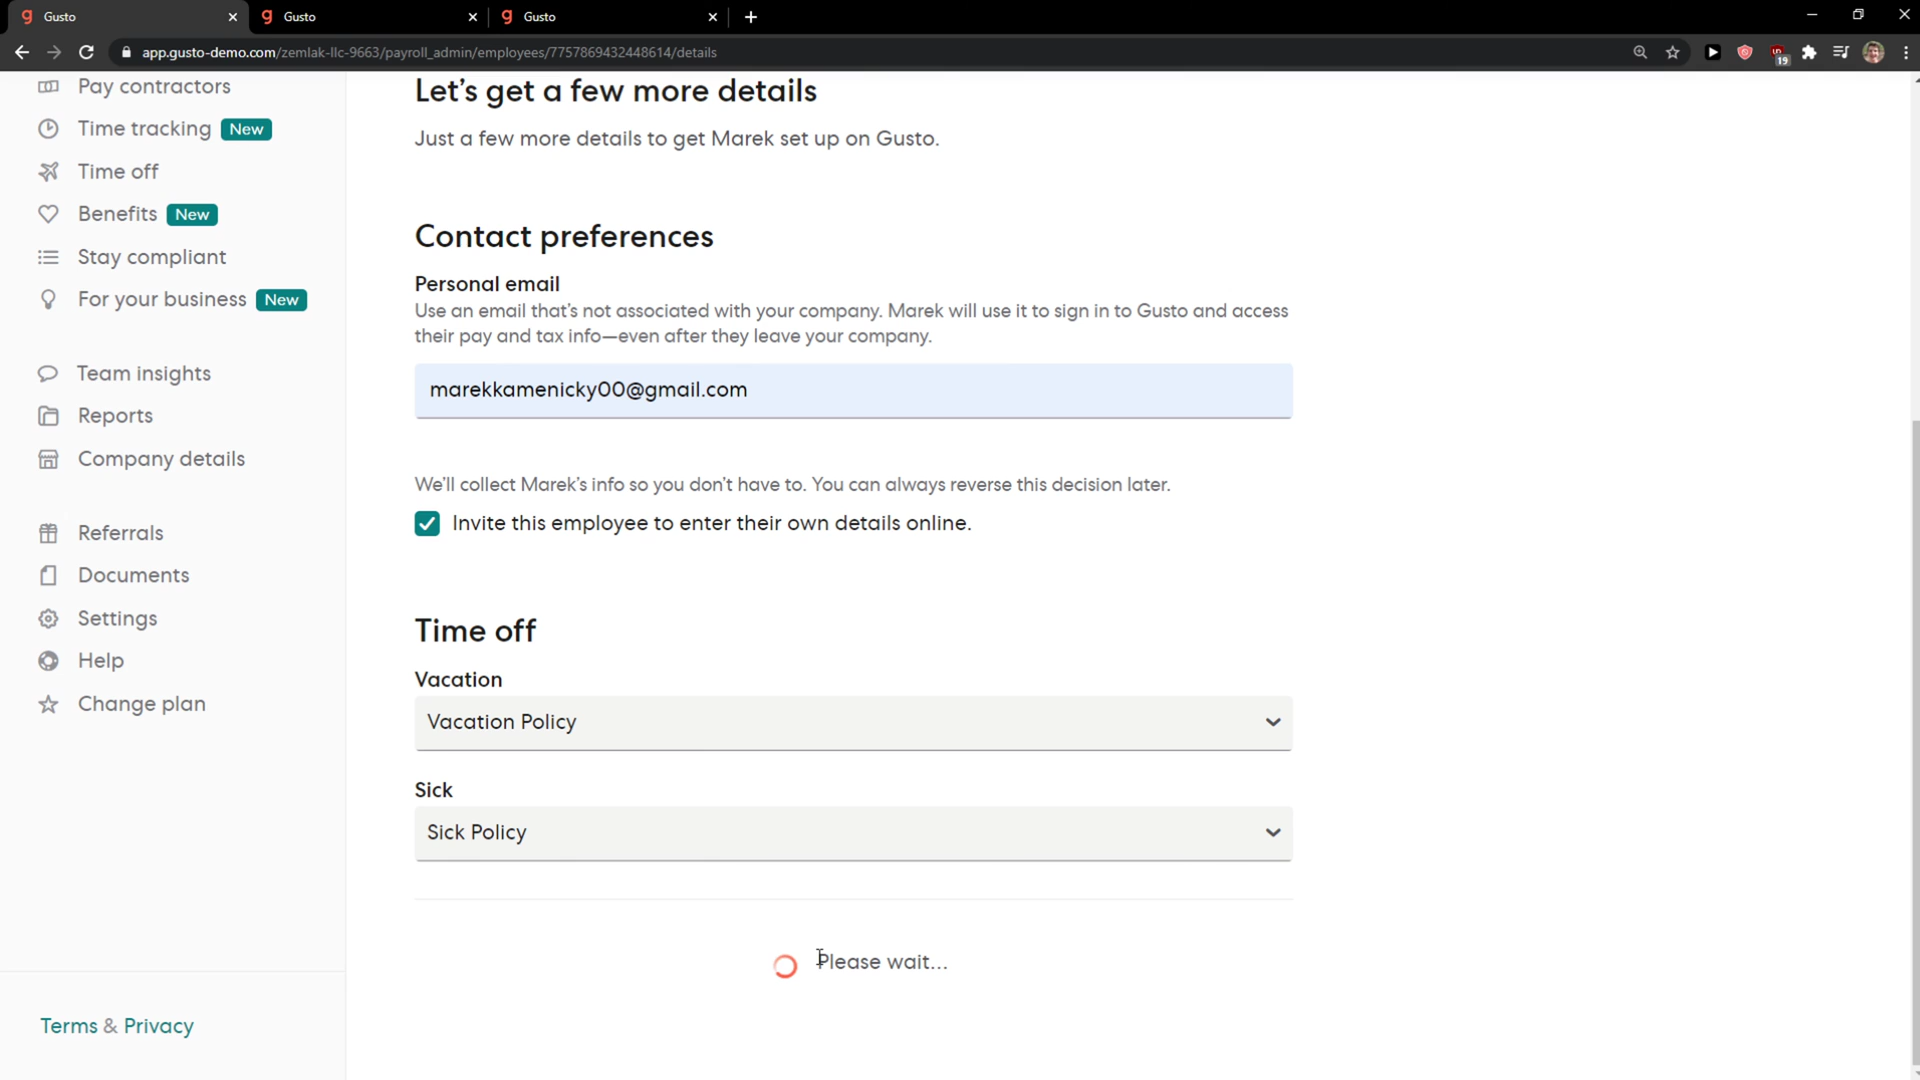 Gusto
Gusto
Gusto
app.gusto-demo.com/zemlak-llc-9663/payroll_admin/employees/7757869432448614/details
19
Pay contractors
Time tracking New
Time off
Benefits New
Stay compliant
For your business New
Team insights
Reports
Company details
Referrals
Documents
Settings
Help
Change plan
Terms & Privacy
Let's get a few more details
Just a few more details to get Marek set up on Gusto.
Contact preferences
Personal email
Use an email that's not associated with your company. Marek will use it to sign in to Gusto and access
their pay and tax info—even after they leave your company.
marekkamenicky00@gmail.com
We'll collect Marek's info so you don't have to. You can always reverse this decision later.
Invite this employee to enter their own details online.
Time off
Vacation
Vacation Policy
Sick
Sick Policy
Please wait...